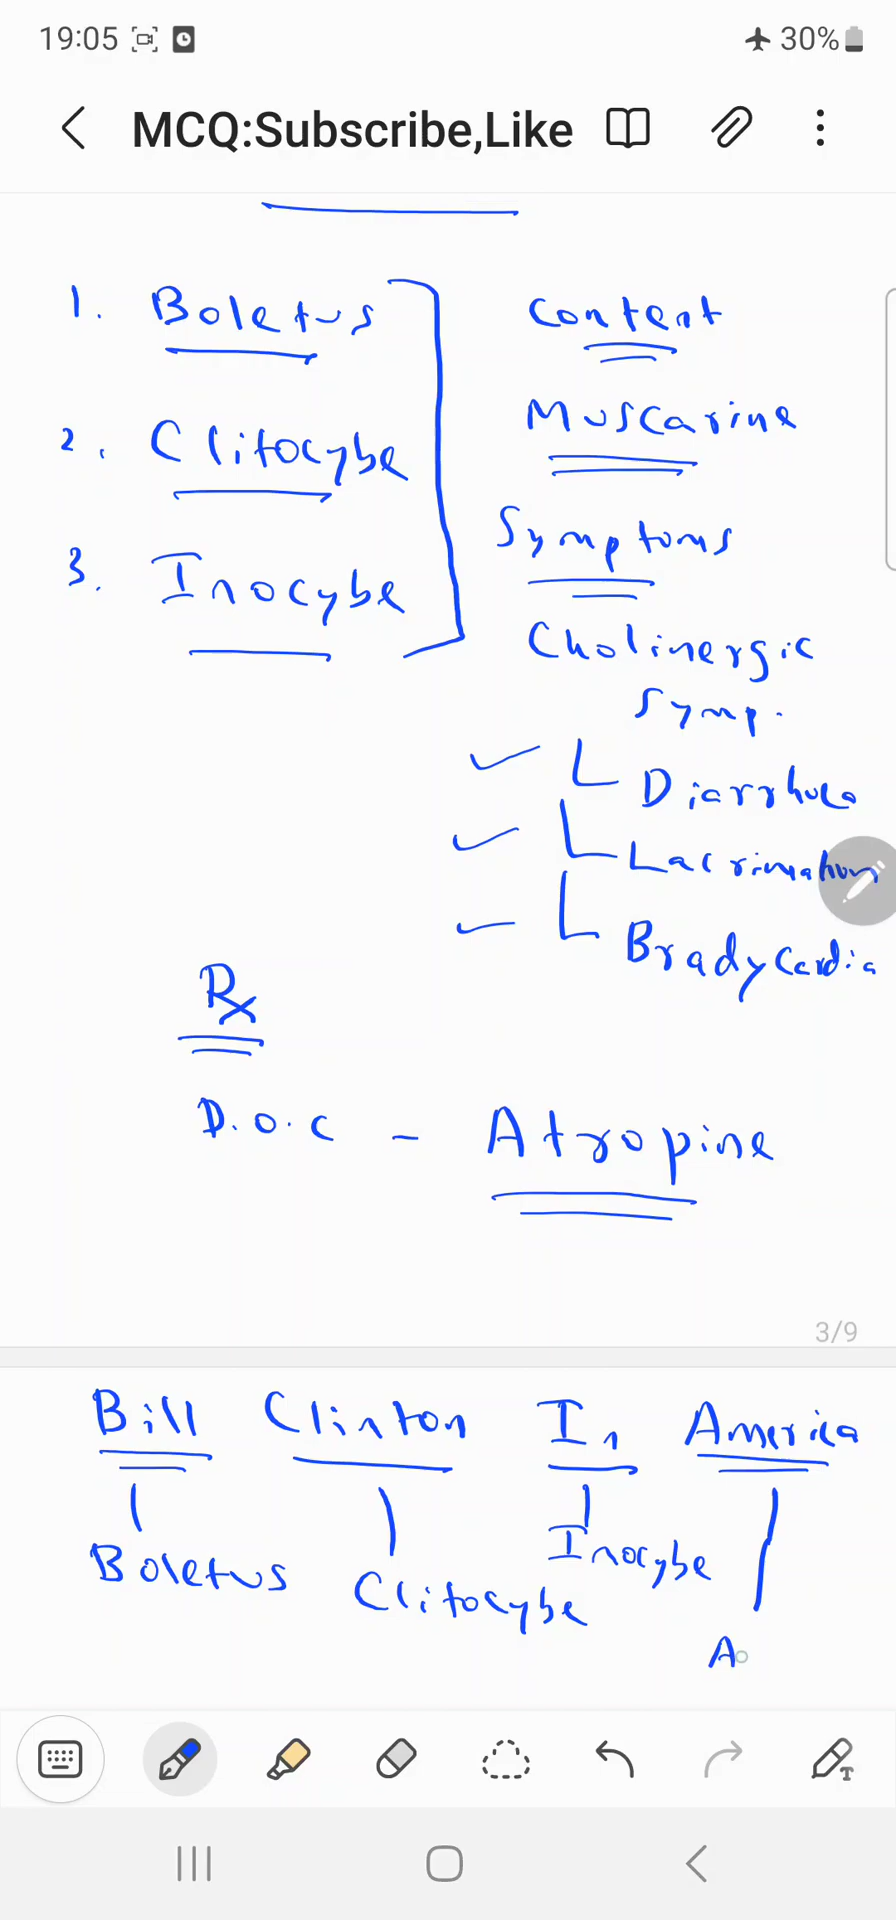 19:05 30%
MCQ:Subscribe,Like
1. Boletus
2. Clitocybe
3. Inocybe
Content
Muscarine
Symptoms
Cholinergic
Symp.
Diarrhoea
Lacrimation
Bradycardia
Rx
D.O.C - Atropine
3/9
Bill Clinton In America
Boletus Clitocybe Inocybe A
T